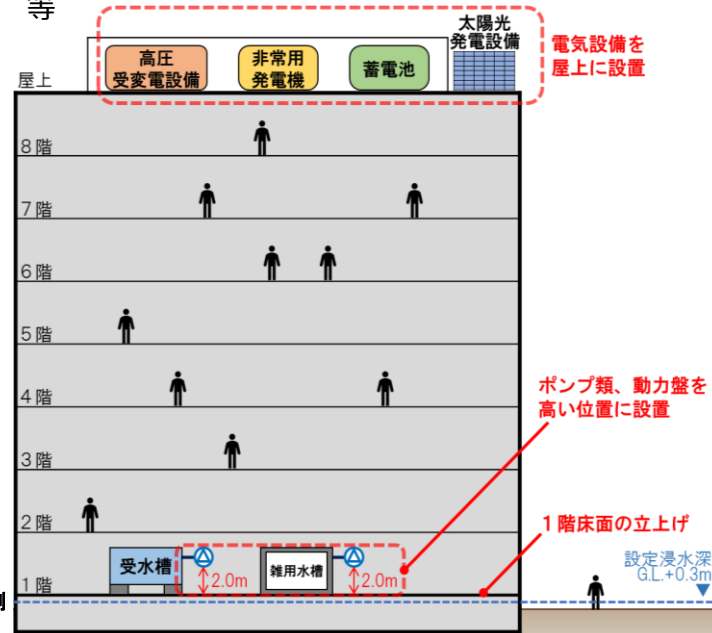 等
太陽光
発電設備
高圧
受変電設備
非常用
発電機
蓄電池
電気設備を
屋上に設置
屋上
8階
7階
6階
5階
4階
ポンプ類、動力盤を
高い位置に設置
3階
2階
1階床面の立上げ
受水槽
2.0m
雑用水槽
2.0m
設定浸水深
G.L.+0.3m
1階